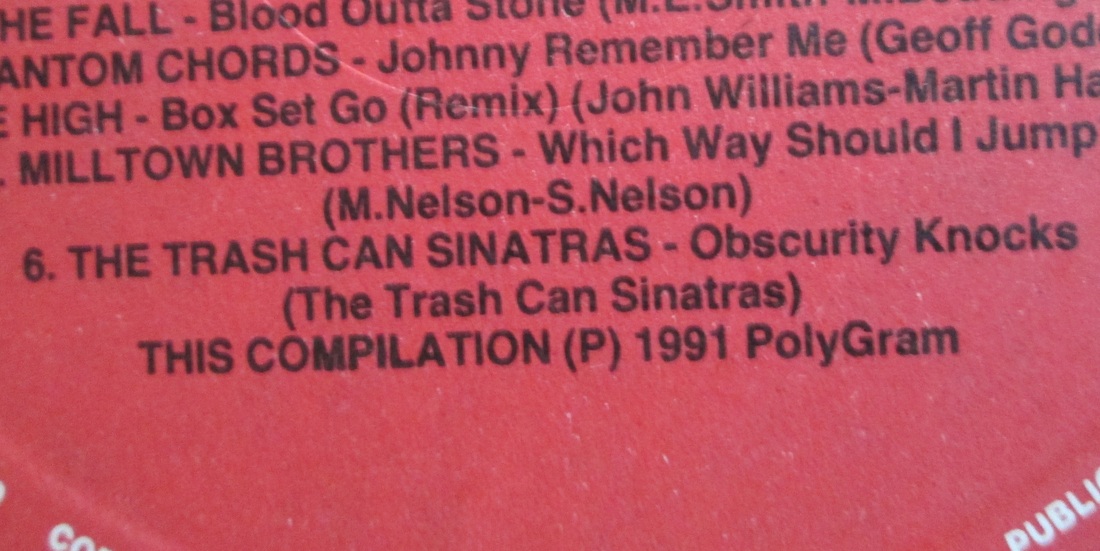 HE FALL - Blood Outta Stone (M.E.Smith
ANTOM CHORDS - Johnny Remember Me (Geoff God
E HIGH - Box Set Go (Remix) (John Williams-Martin Ha
. MILLTOWN BROTHERS - Which Way Should I Jump
(M.Nelson-S.Nelson)
6. THE TRASH CAN SINATRAS - Obscurity Knocks
(The Trash Can Sinatras)
THIS COMPILATION (P) 1991 PolyGram
PUBLIC